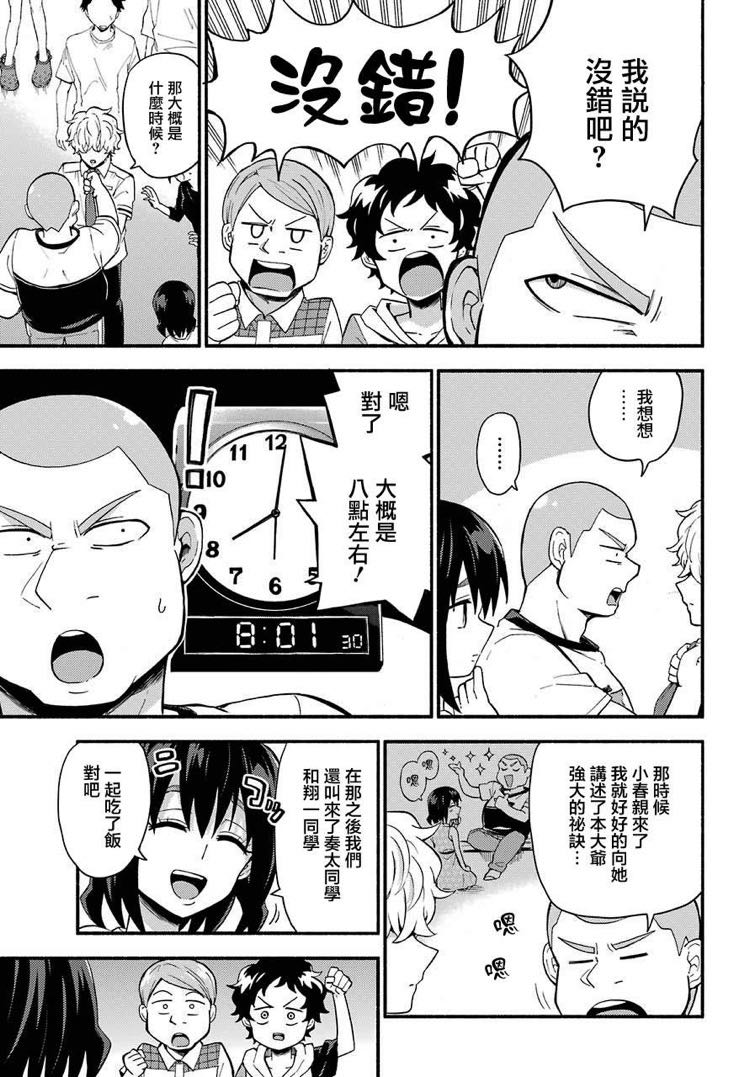 我説的
沒錯吧？
沒錯！
那大概是
什麼時候？
我想想
……
……
嗯
對了
大概是
八點左右！
！
11
12
1
10
9
8
7
6
5
8:01 30
那時候
小春親來了
我就好好的向她
講述了本大爺
強大的祕訣…
嗯
嗯
嗯
嗯
在那之後我們
還叫來了奏太同學
和翔一同學
コクッ
一起吃了飯
對吧